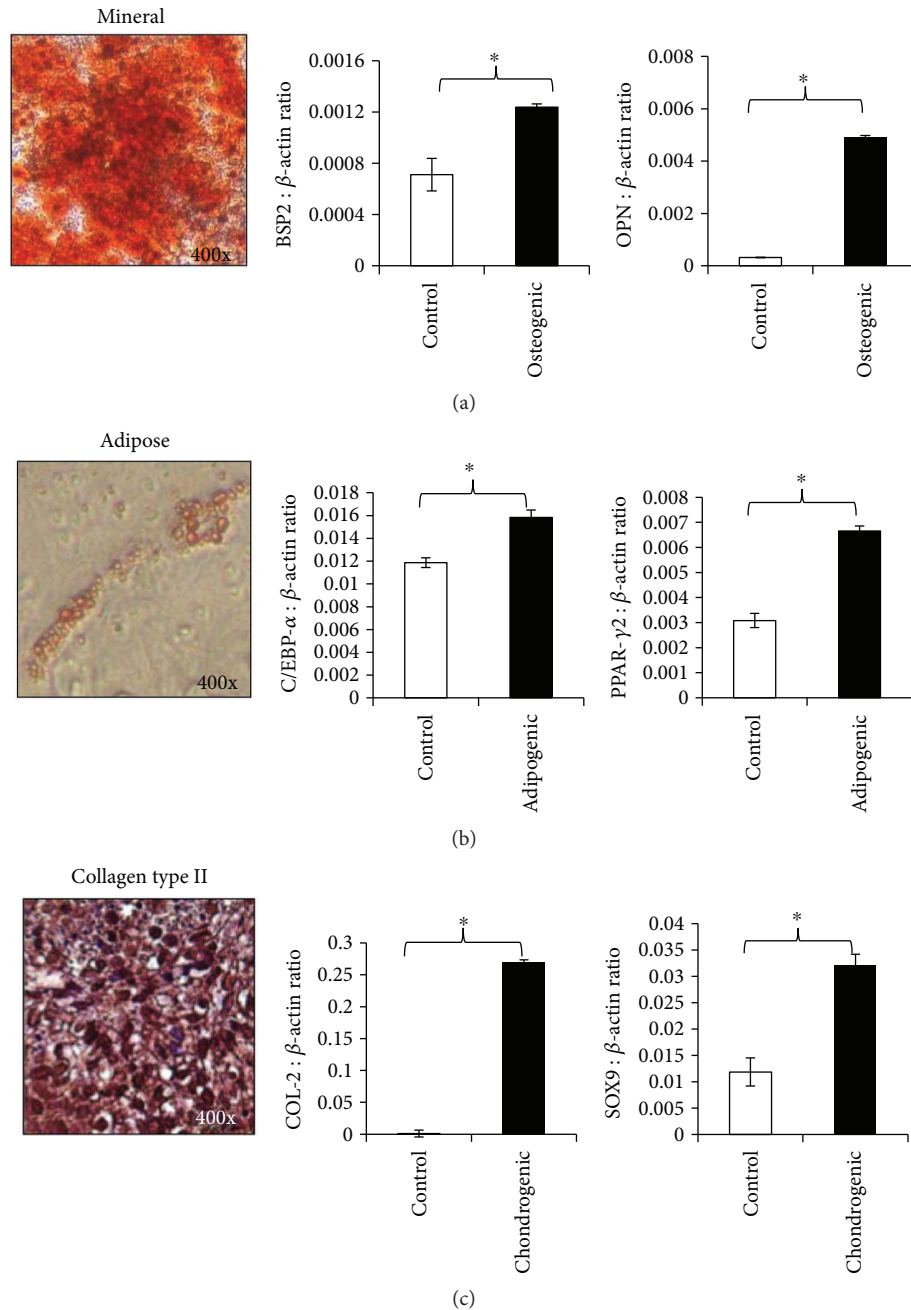 Mineral
400x
BSP2 : β-actin ratio
0.0016
0.0012
0.0008
0.0004
0
*
Control
Osteogenic
OPN : β-actin ratio
0.008
0.006
0.004
0.002
0
*
Control
Osteogenic
(a)
Adipose
400x
C/EBP-α : β-actin ratio
0.018
0.016
0.014
0.012
0.01
0.008
0.006
0.004
0.002
0
*
Control
Adipogenic
PPAR-γ2 : β-actin ratio
0.008
0.007
0.006
0.005
0.004
0.003
0.002
0.001
0
*
Control
Adipogenic
(b)
Collagen type II
400x
COL-2 : β-actin ratio
0.3
0.25
0.2
0.15
0.1
0.05
0
*
Control
Chondrogenic
SOX9 : β-actin ratio
0.04
0.035
0.03
0.025
0.02
0.015
0.01
0.005
0
*
Control
Chondrogenic
(c)